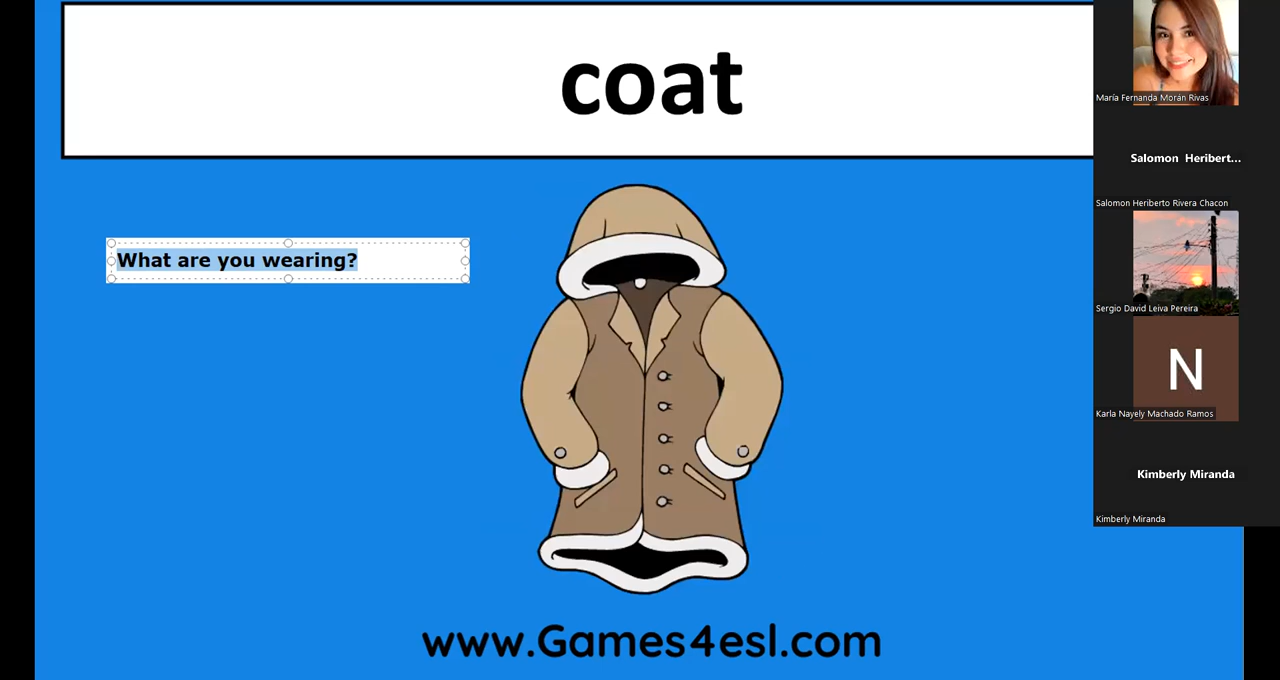 coat
What are you wearing?
www.Games4esl.com
María Fernanda Morán Rivas
Salomon Heribert...
Salomon Heriberto Rivera Chacon
Sergio David Leiva Pereira
N
Karla Nayely Machado Ramos
Kimberly Miranda
Kimberly Miranda